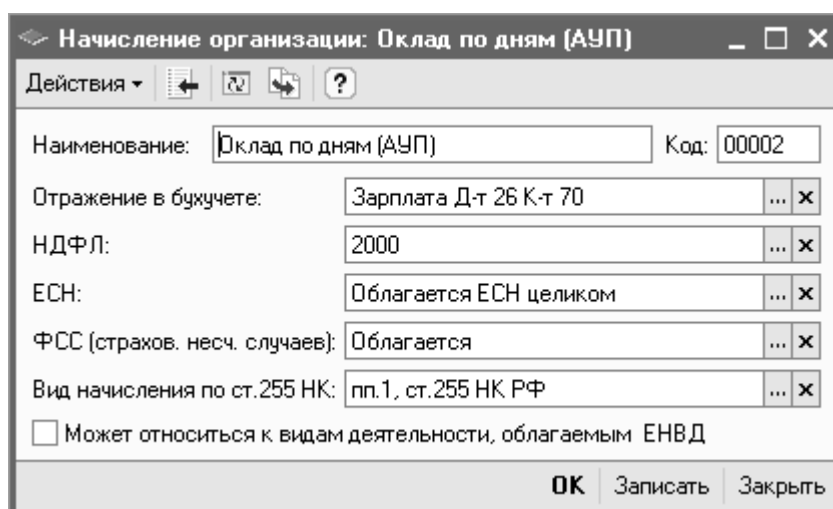 Начисление организации: Оклад по дням (АУП)
Действия
Наименование: Оклад по дням (АУП) Код: 00002
Отражение в бухучете: Зарплата Д-т 26 К-т 70 ... x
НДФЛ: 2000 ... x
ЕСН: Облагается ЕСН целиком ... x
ФСС (страхов. несч. случаев): Облагается ... x
Вид начисления по ст.255 НК: пп.1, ст.255 НК РФ ... x
Может относиться к видам деятельности, облагаемым ЕНВД
OK Записать Закрыть